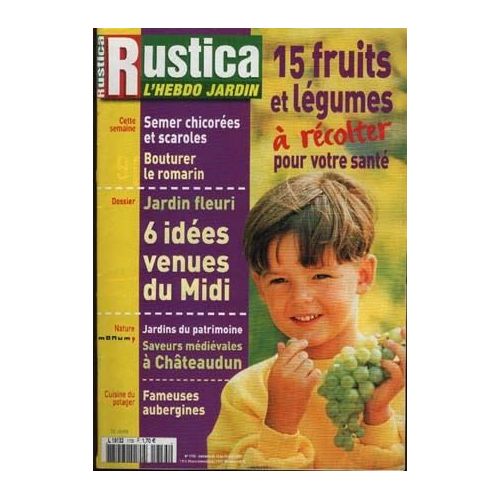 Rustica
Rustica
L'HEBDO JARDIN
15 fruits
et légumes
à récolter
pour votre santé
Cette
semaine
Semer chicorées
et scaroles
Bouturer
le romarin
Dossier
Jardin fleuri
6 idées
venues
du Midi
Nature
Jardins du patrimoine
Saveurs médiévales
à Châteaudun
Cuisine du
potager
Fameuses
aubergines